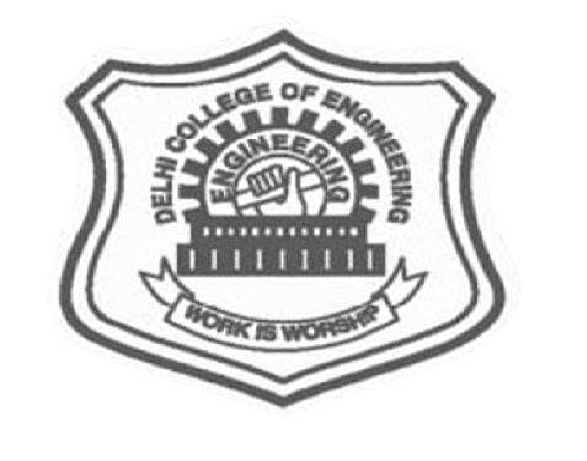 DELHI COLLEGE OF ENGINEERING
ENGINEERING
WORK IS WORSHIP